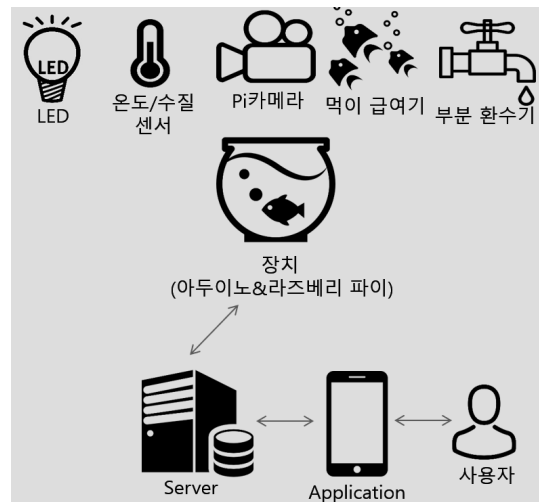 LED
LED
온도/수질
센서
Pi카메라
먹이 급여기
부분 환수기
장치
(아두이노&라즈베리 파이)
Server
Application
사용자